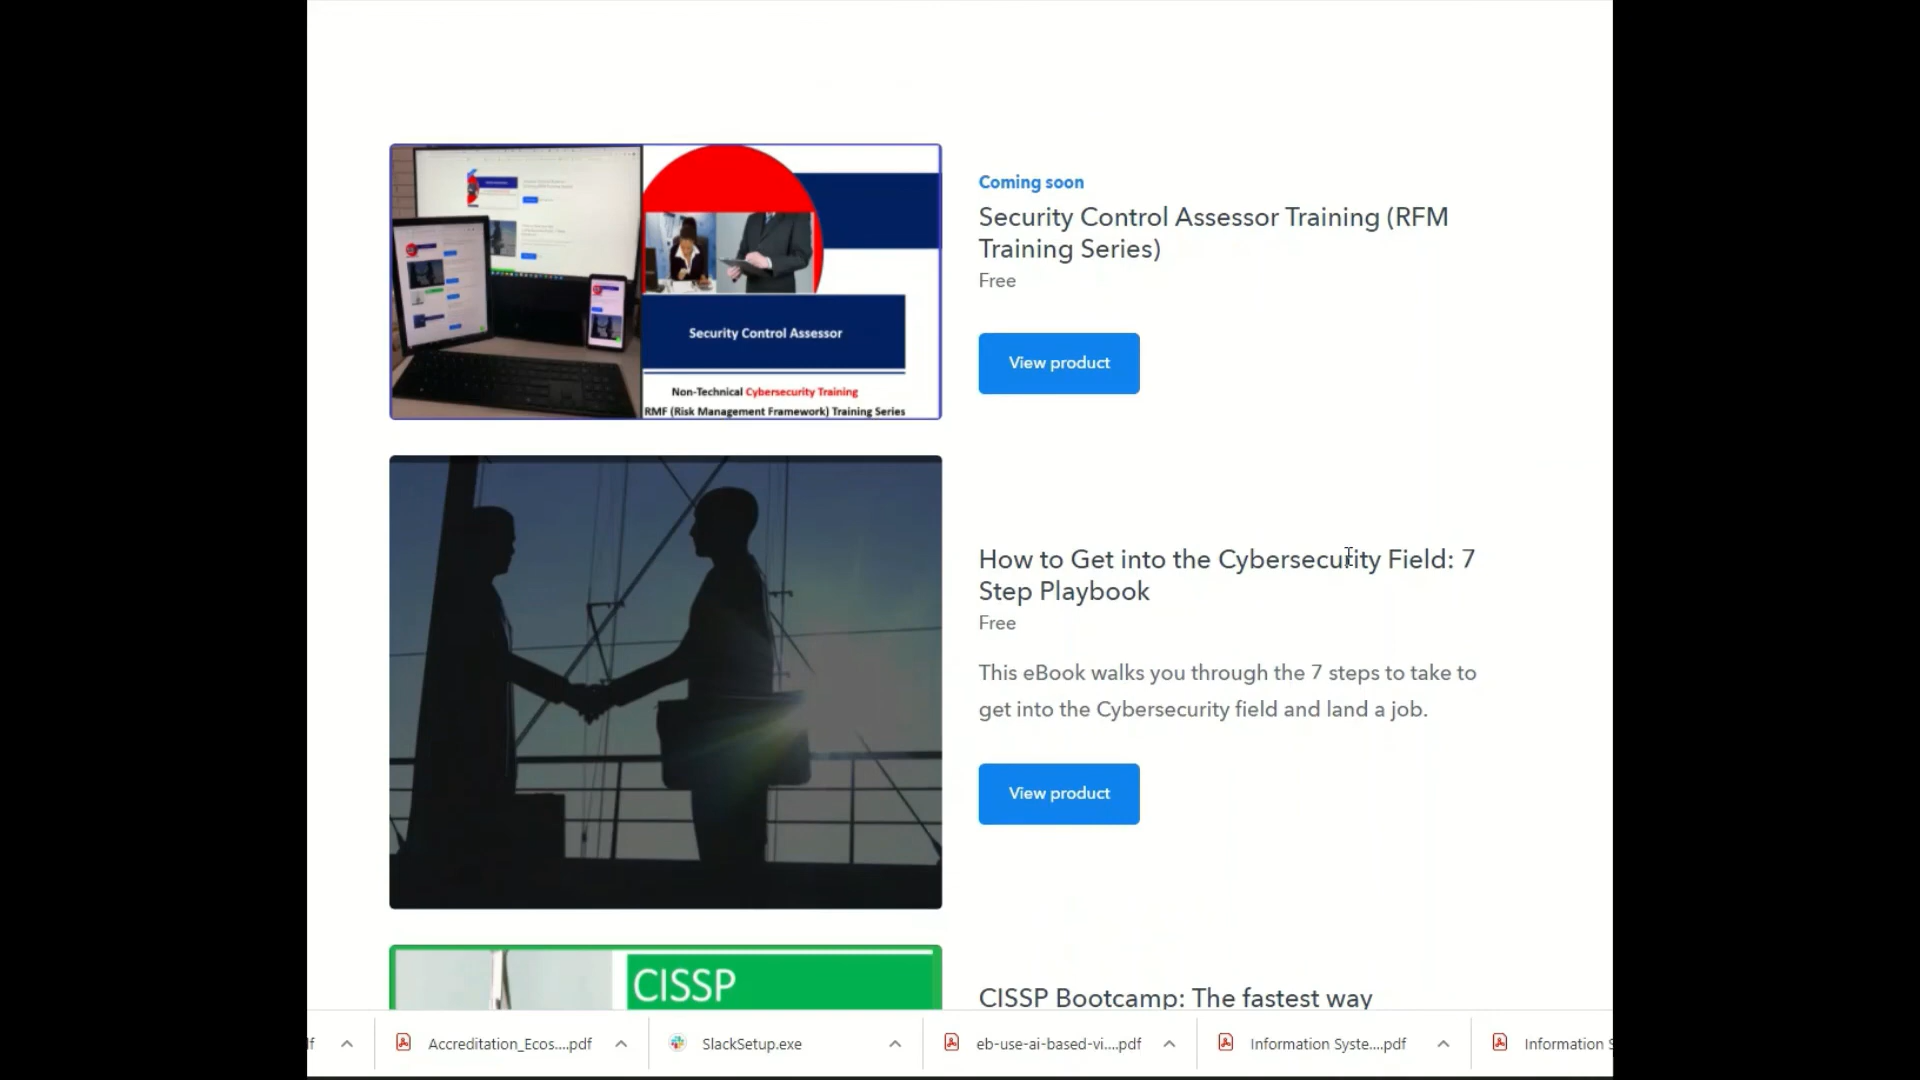 Coming soon
Security Control Assessor Training (RFM
Training Series)
Free
View product
Security Control Assessor
Non-Technical Cybersecurity Training
RMF (Risk Management Framework) Training Series
How to Get into the Cybersecurity Field: 7
Step Playbook
Free
This eBook walks you through the 7 steps to take to
get into the Cybersecurity field and land a job.
View product
CISSP
CISSP Bootcamp: The fastest way
lf
Accreditation_Ecos....pdf
SlackSetup.exe
eb-use-ai-based-vi....pdf
Information Syste....pdf
Information S